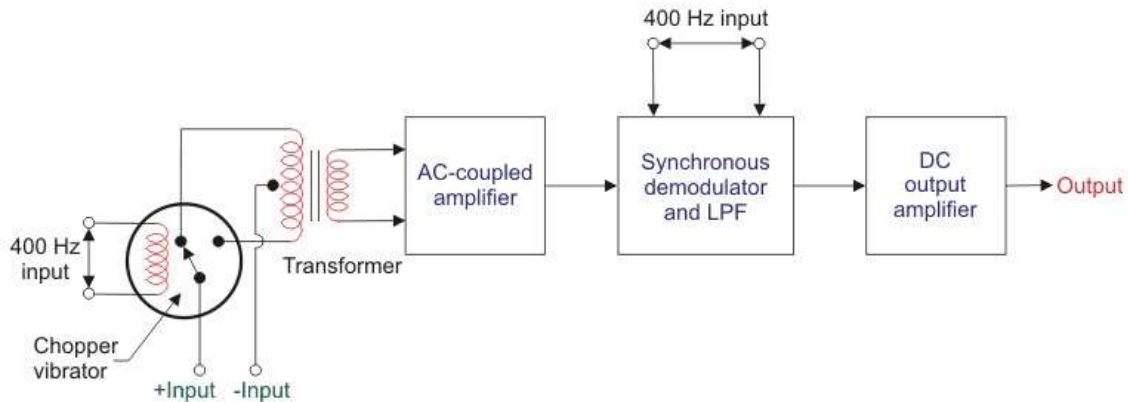 400 Hz input
AC-coupled
amplifier
Synchronous
demodulator
and LPF
DC
output
amplifier
Output
400 Hz
input
Transformer
Chopper
vibrator
+Input
-Input